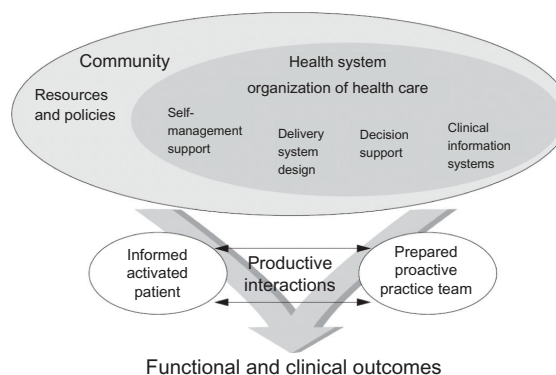 Community
Health system
organization of health care
Resources
and policies
Self-
management
support
Delivery
system
design
Decision
support
Clinical
information
systems
Informed
activated
patient
Productive
interactions
Prepared
proactive
practice team
Functional and clinical outcomes